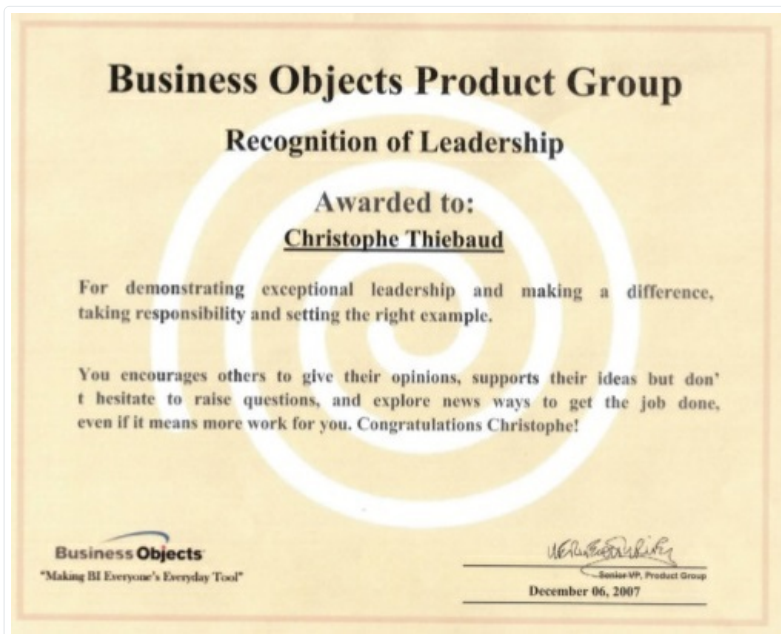 Business Objects Product Group
Recognition of Leadership
Awarded to:
Christophe Thiebaud
For demonstrating exceptional leadership and making a difference,
taking responsibility and setting the right example.
You encourages others to give their opinions, supports their ideas but don’
t hesitate to raise questions, and explore news ways to get the job done,
even if it means more work for you. Congratulations Christophe!
Business Objects
"Making BI Everyone's Everyday Tool"
Senior VP, Product Group
December 06, 2007